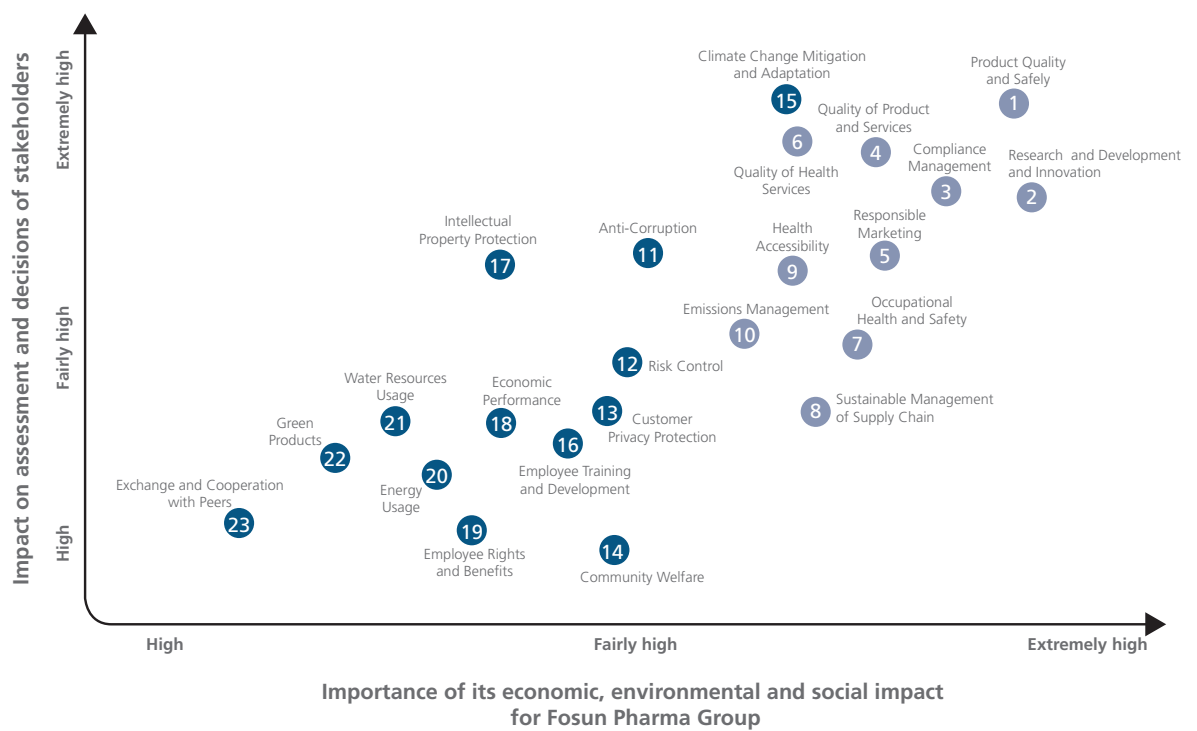 Impact on assessment and decisions of stakeholders
Extremely high
Fairly high
High
Climate Change Mitigation
and Adaptation
15
Product Quality
and Safely
1
Quality of Product
and Services
4
6
Quality of Health
Services
Compliance
Management
3
Research and Development
and Innovation
2
Intellectual
Property Protection
17
Anti-Corruption
11
Health
Accessibility
9
Responsible
Marketing
5
Emissions Management
10
Occupational
Health and Safety
7
12
Risk Control
Water Resources
Usage
21
Economic
Performance
18
13
Customer
Privacy Protection
8
Sustainable Management
of Supply Chain
Green
Products
22
16
Employee Training
and Development
20
Energy
Usage
Exchange and Cooperation
with Peers
23
19
Employee Rights
and Benefits
14
Community Welfare
High
Fairly high
Extremely high
Importance of its economic, environmental and social impact
for Fosun Pharma Group